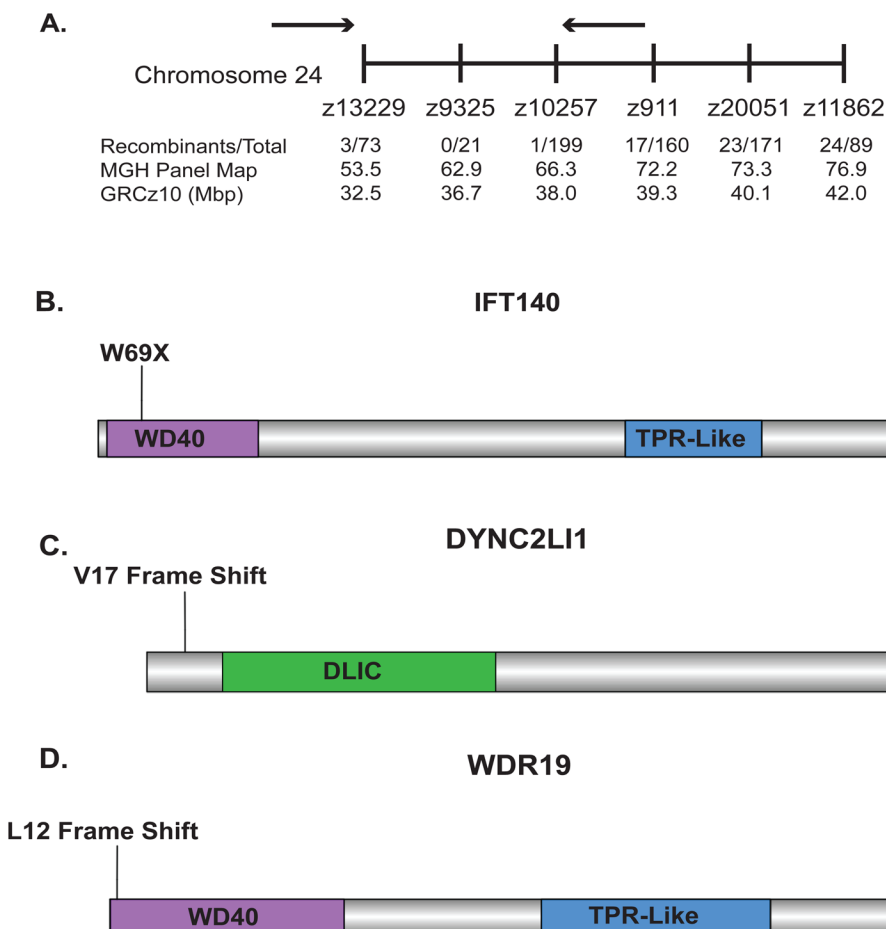 A.
Chromosome 24
z13229 z9325 z10257 z911 z20051 z11862
Recombinants/Total 3/73 0/21 1/199 17/160 23/171 24/89
MGH Panel Map 53.5 62.9 66.3 72.2 73.3 76.9
GRCz10 (Mbp) 32.5 36.7 38.0 39.3 40.1 42.0
B.
IFT140
W69X
WD40 TPR-Like
C.
DYNC2LI1
V17 Frame Shift
DLIC
D.
WDR19
L12 Frame Shift
WD40 TPR-Like